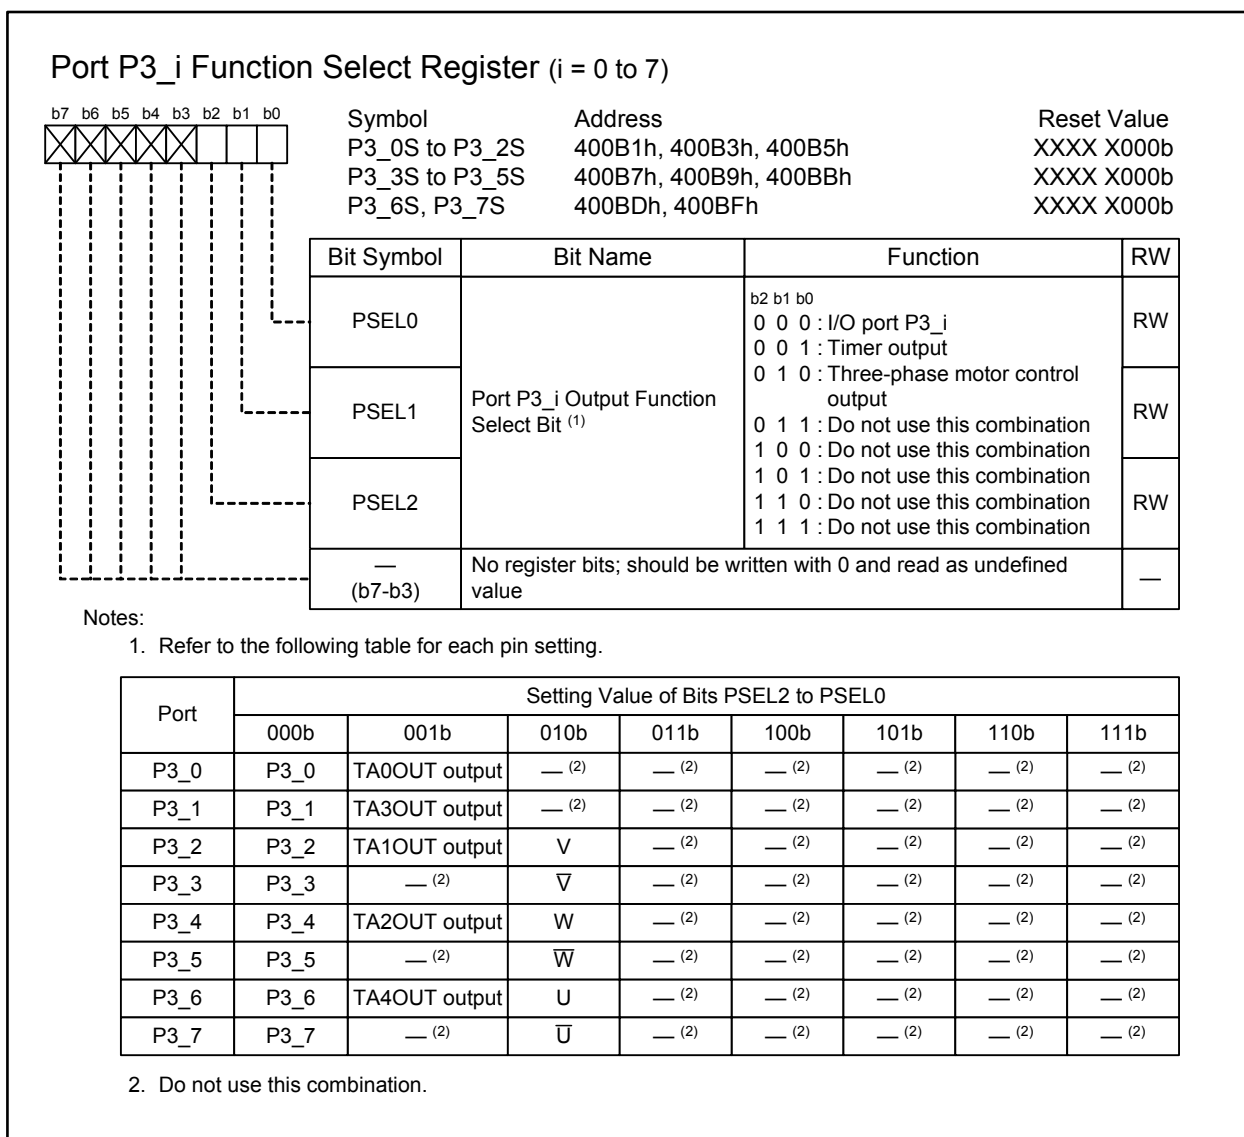 Port P3_i Function Select Register (i = 0 to 7)
b7 b6 b5 b4 b3 b2 b1 b0
Symbol Address Reset Value
P3_0S to P3_2S 400B1h, 400B3h, 400B5h XXXX X000b
P3_3S to P3_5S 400B7h, 400B9h, 400BBh XXXX X000b
P3_6S, P3_7S 400BDh, 400BFh XXXX X000b
Bit Symbol Bit Name Function RW
PSEL0 RW
PSEL1 RW
PSEL2 RW
Port P3_i Output Function
Select Bit (1)
b2 b1 b0
0 0 0 : I/O port P3_i
0 0 1 : Timer output
0 1 0 : Three-phase motor control
output
0 1 1 : Do not use this combination
1 0 0 : Do not use this combination
1 0 1 : Do not use this combination
1 1 0 : Do not use this combination
1 1 1 : Do not use this combination
—
(b7-b3)
No register bits; should be written with 0 and read as undefined
value
—
Notes:
1. Refer to the following table for each pin setting.
Port Setting Value of Bits PSEL2 to PSEL0
000b 001b 010b 011b 100b 101b 110b 111b
P3_0 P3_0 TA0OUT output — (2) — (2) — (2) — (2) — (2) — (2)
P3_1 P3_1 TA3OUT output — (2) — (2) — (2) — (2) — (2) — (2)
P3_2 P3_2 TA1OUT output V — (2) — (2) — (2) — (2) — (2)
P3_3 P3_3 — (2) V̅ — (2) — (2) — (2) — (2) — (2)
P3_4 P3_4 TA2OUT output W — (2) — (2) — (2) — (2) — (2)
P3_5 P3_5 — (2) W̅ — (2) — (2) — (2) — (2) — (2)
P3_6 P3_6 TA4OUT output U — (2) — (2) — (2) — (2) — (2)
P3_7 P3_7 — (2) U̅ — (2) — (2) — (2) — (2) — (2)
2. Do not use this combination.